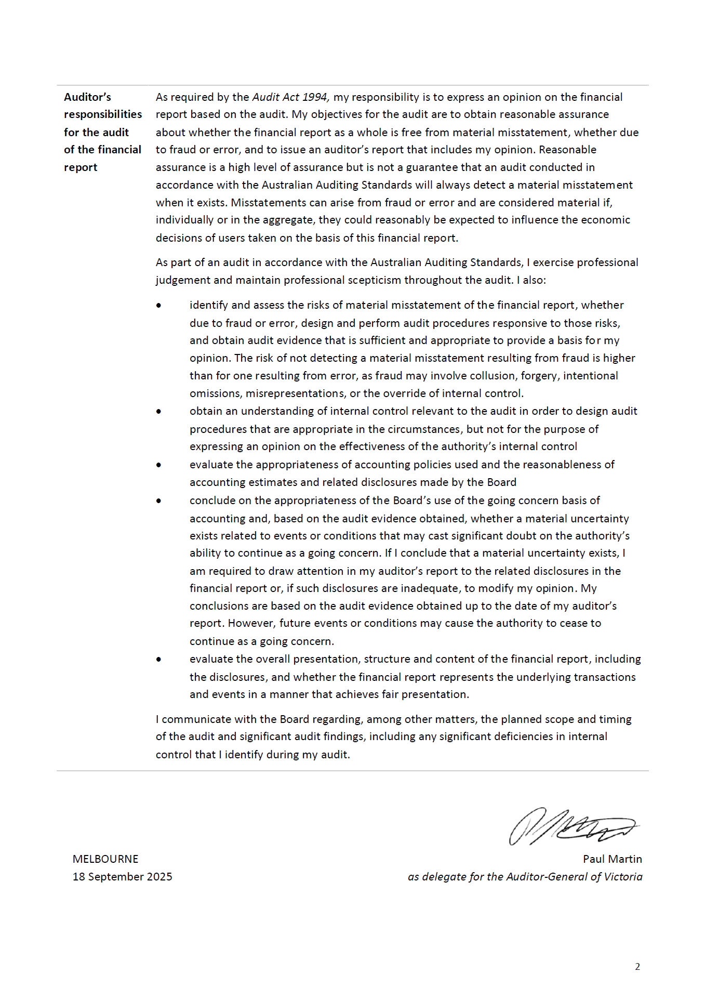 Auditor's
responsibilities
for the audit
of the financial
report
As required by the Audit Act 1994, my responsibility is to express an opinion on the financial
report based on the audit. My objectives for the audit are to obtain reasonable assurance
about whether the financial report as a whole is free from material misstatement, whether due
to fraud or error, and to issue an auditor's report that includes my opinion. Reasonable
assurance is a high level of assurance but is not a guarantee that an audit conducted in
accordance with the Australian Auditing Standards will always detect a material misstatement
when it exists. Misstatements can arise from fraud or error and are considered material if,
individually or in the aggregate, they could reasonably be expected to influence the economic
decisions of users taken on the basis of this financial report.
As part of an audit in accordance with the Australian Auditing Standards, I exercise professional
judgement and maintain professional scepticism throughout the audit. I also:
• identify and assess the risks of material misstatement of the financial report, whether
due to fraud or error, design and perform audit procedures responsive to those risks,
and obtain audit evidence that is sufficient and appropriate to provide a basis for my
opinion. The risk of not detecting a material misstatement resulting from fraud is higher
than for one resulting from error, as fraud may involve collusion, forgery, intentional
omissions, misrepresentations, or the override of internal control.
• obtain an understanding of internal control relevant to the audit in order to design audit
procedures that are appropriate in the circumstances, but not for the purpose of
expressing an opinion on the effectiveness of the authority's internal control
• evaluate the appropriateness of accounting policies used and the reasonableness of
accounting estimates and related disclosures made by the Board
• conclude on the appropriateness of the Board's use of the going concern basis of
accounting and, based on the audit evidence obtained, whether a material uncertainty
exists related to events or conditions that may cast significant doubt on the authority's
ability to continue as a going concern. If I conclude that a material uncertainty exists, I
am required to draw attention in my auditor's report to the related disclosures in the
financial report or, if such disclosures are inadequate, to modify my opinion. My
conclusions are based on the audit evidence obtained up to the date of my auditor's
report. However, future events or conditions may cause the authority to cease to
continue as a going concern.
• evaluate the overall presentation, structure and content of the financial report, including
the disclosures, and whether the financial report represents the underlying transactions
and events in a manner that achieves fair presentation.
I communicate with the Board regarding, among other matters, the planned scope and timing
of the audit and significant audit findings, including any significant deficiencies in internal
control that I identify during my audit.
MELBOURNE
18 September 2025
Paul Martin
as delegate for the Auditor-General of Victoria
2